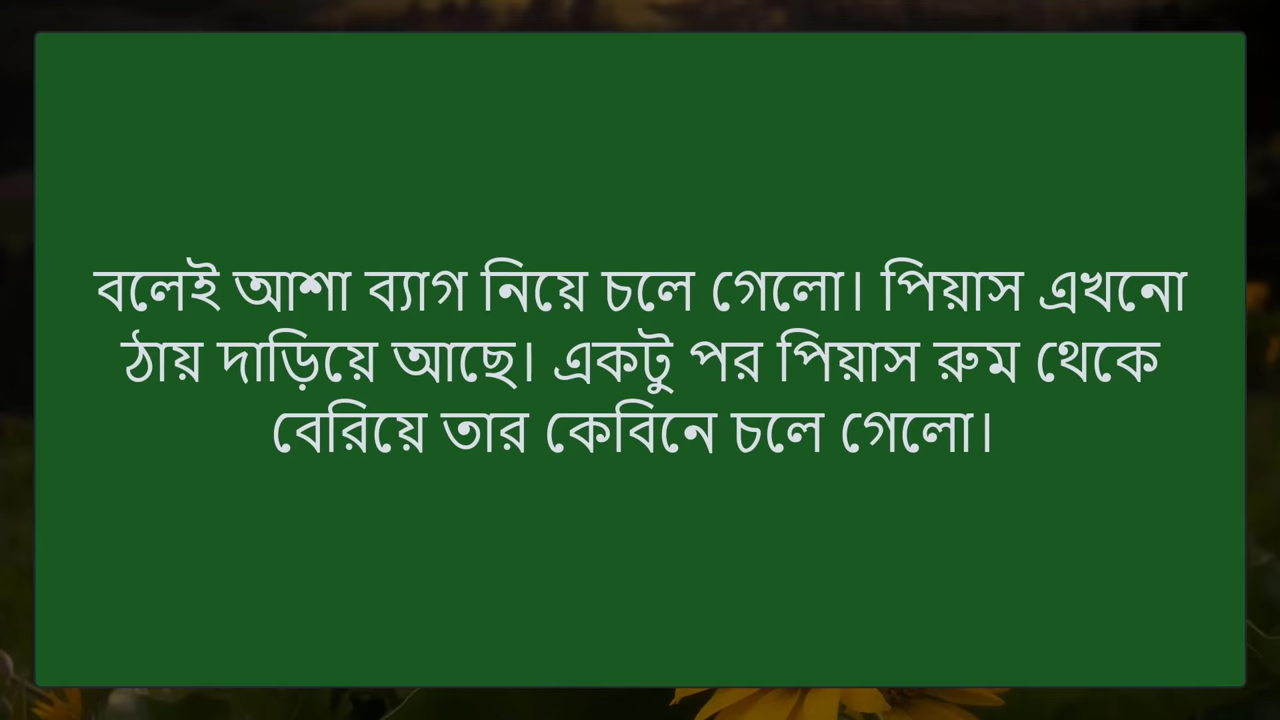 বলেই আশা ব্যাগ নিয়ে চলে গেলো। পিয়াস এখনো
ঠায় দাড়িয়ে আছে। একটু পর পিয়াস রুম থেকে
বেরিয়ে তার কেবিনে চলে গেলো।